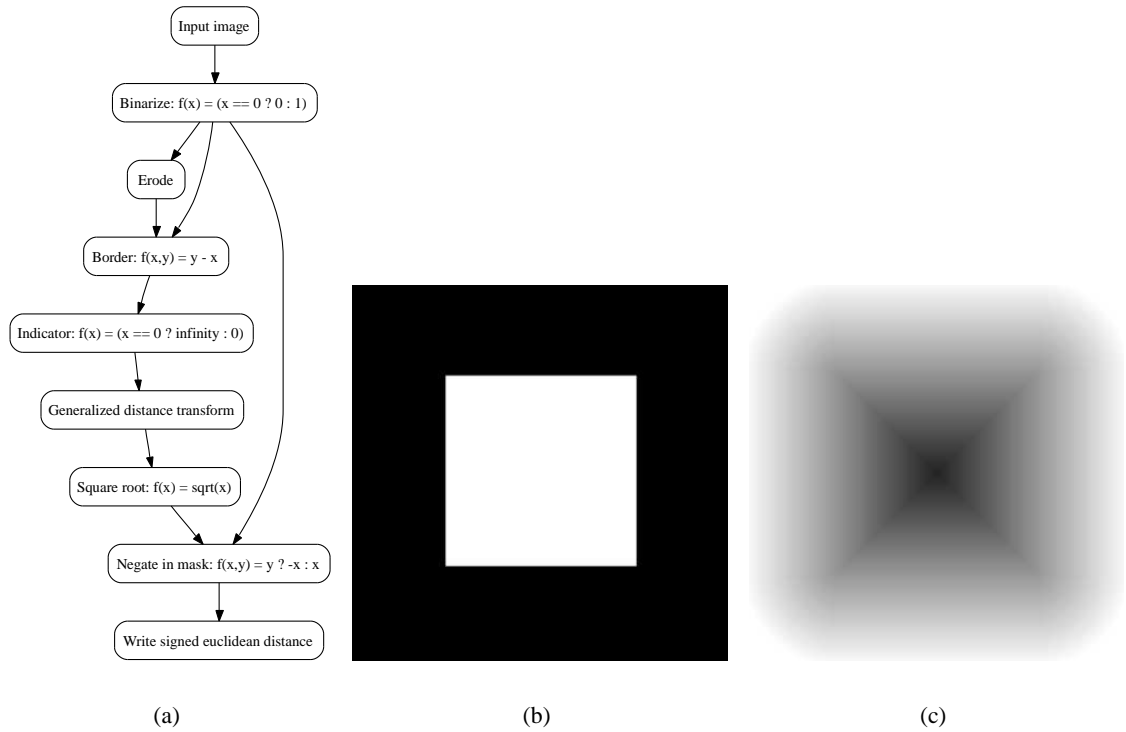 Input image
Binarize: f(x) = (x == 0 ? 0 : 1)
Erode
Border: f(x,y) = y - x
Indicator: f(x) = (x == 0 ? infinity : 0)
Generalized distance transform
Square root: f(x) = sqrt(x)
Negate in mask: f(x,y) = y ? -x : x
Write signed euclidean distance
(a)
(b)
(c)